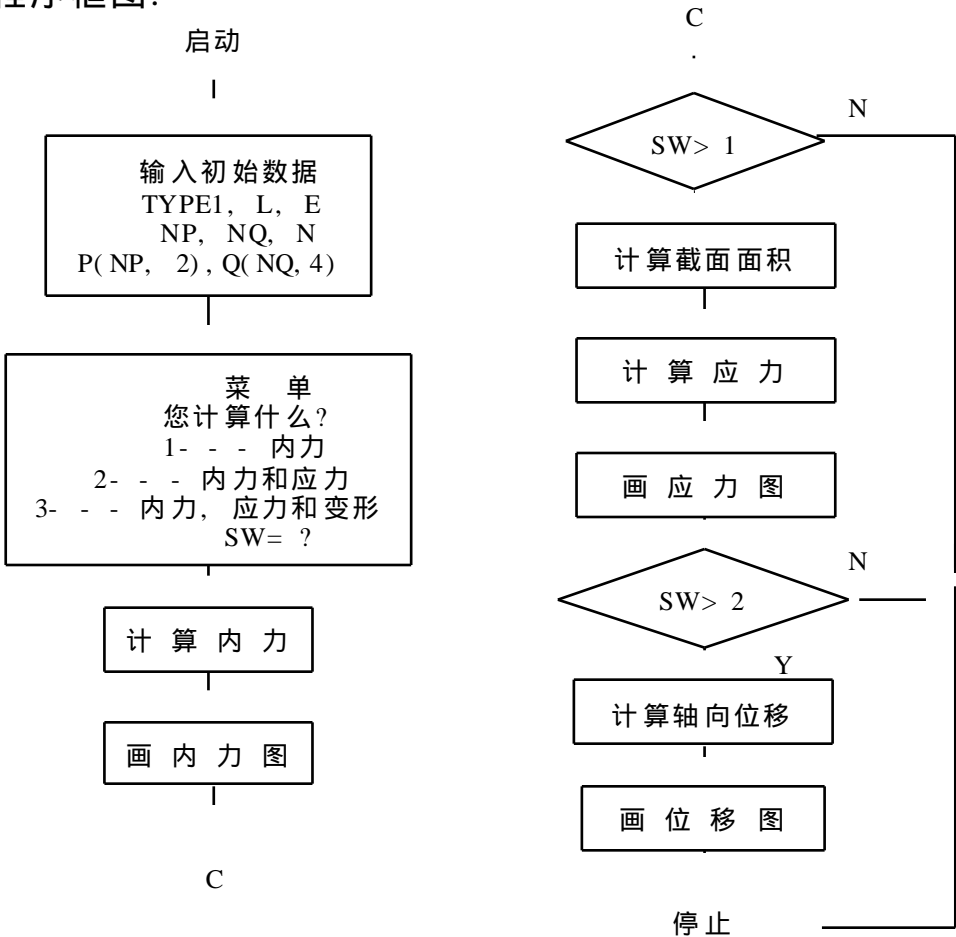 启动
输入初始数据
TYPE1, L, E
NP, NQ, N
P(NP, 2), Q(NQ,4)
菜 单
您计算什么?
1- - - 内力
2- - - 内力和应力
3- - - 内力, 应力和变形
SW= ?
计 算 内 力
画 内 力 图
C
C
SW> 1
N
计算截面面积
计 算 应 力
画 应 力 图
SW> 2
N
Y
计算轴向位移
画 位 移 图
停止